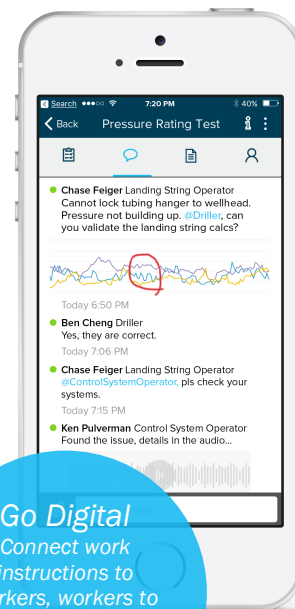 Search 7:20 PM 40%
Back Pressure Rating Test
Chase Feiger Landing String Operator
Cannot lock tubing hanger to wellhead.
Pressure not building up. @Driller, can
you validate the landing string calcs?
Today 6:50 PM
Ben Cheng Driller
Yes, they are correct.
Today 7:06 PM
Chase Feiger Landing String Operator
@ControlSystemOperator, pls check your
systems.
Today 7:15 PM
Ken Pulverman Control System Operator
Found the issue, details in the audio...
Go Digital
Connect work
instructions to
rkers, workers to